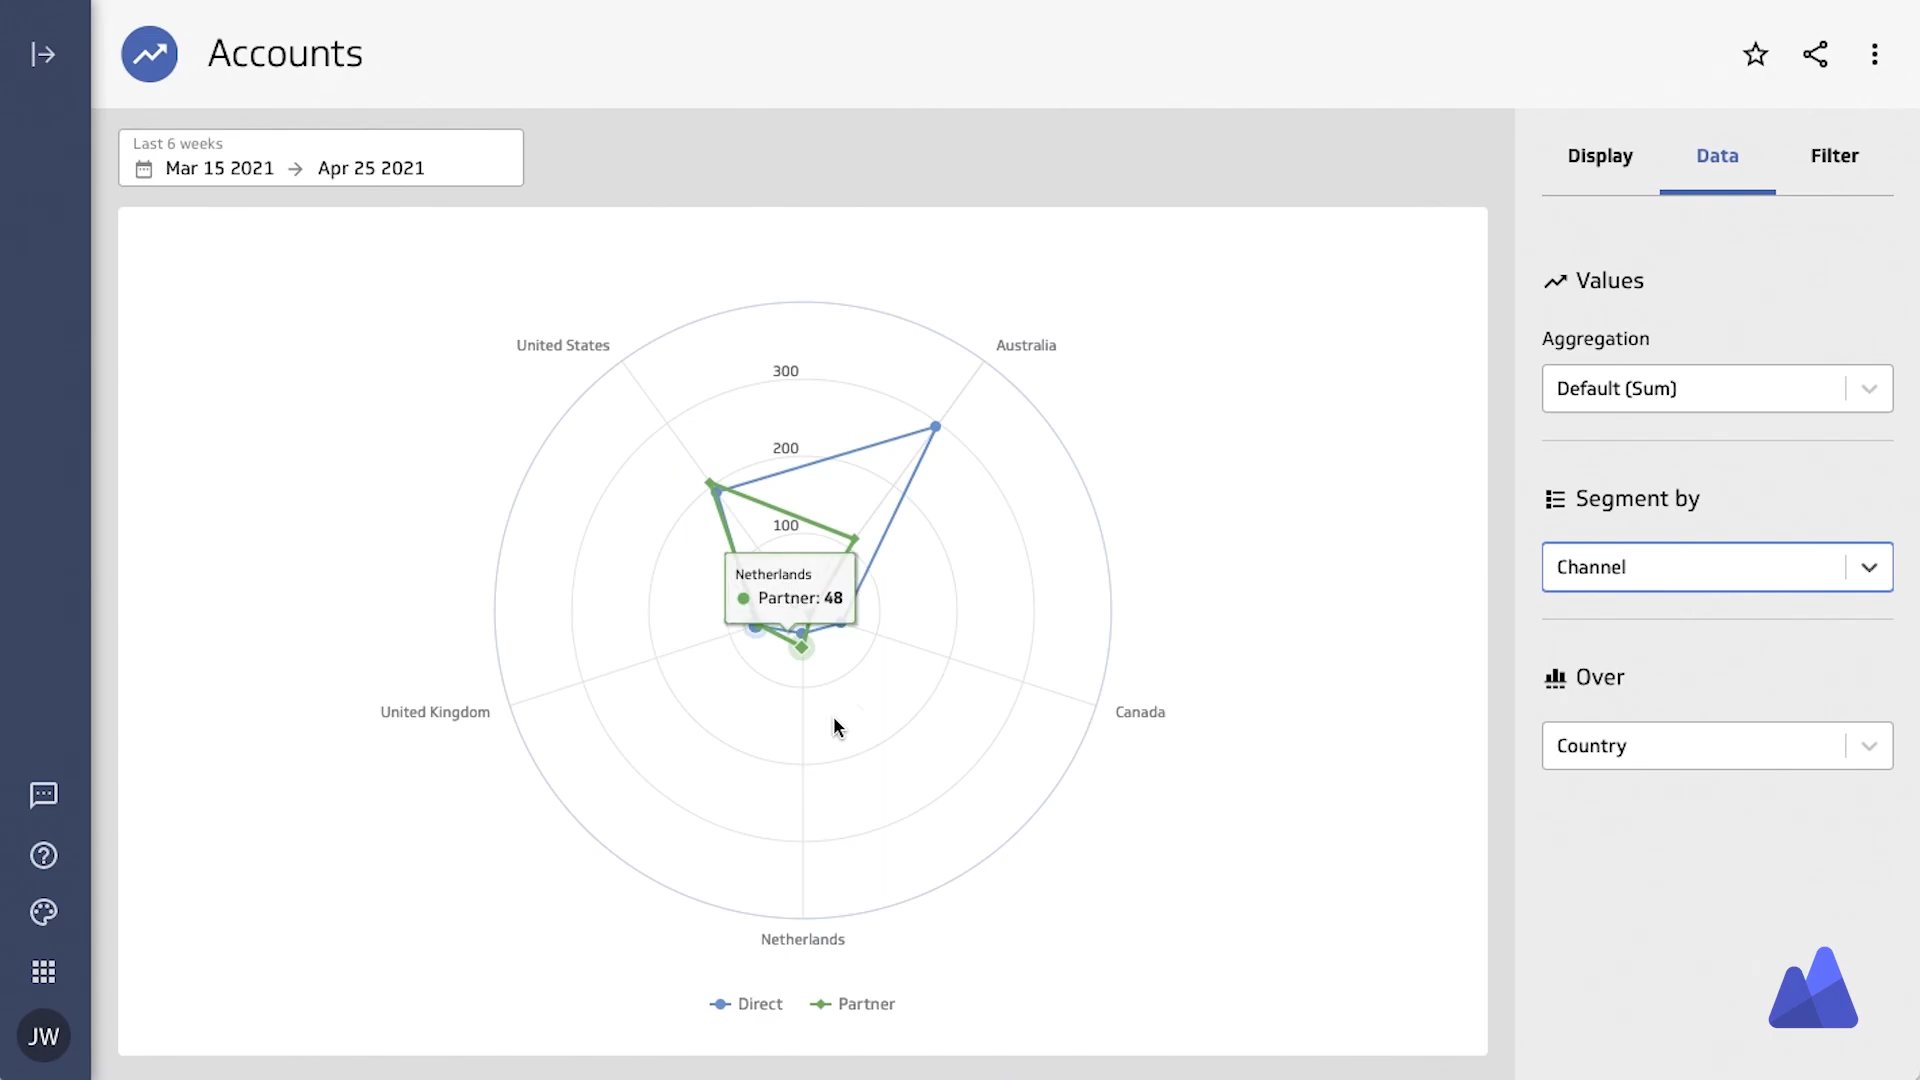 Accounts
Last 6 weeks
Mar 15 2021 → Apr 25 2021
Display
Data
Filter
Values
Aggregation
Default (Sum)
Segment by
Channel
Over
Country
United States
Australia
300
200
100
Netherlands
Partner: 48
United Kingdom
Canada
Netherlands
Direct
Partner
JW